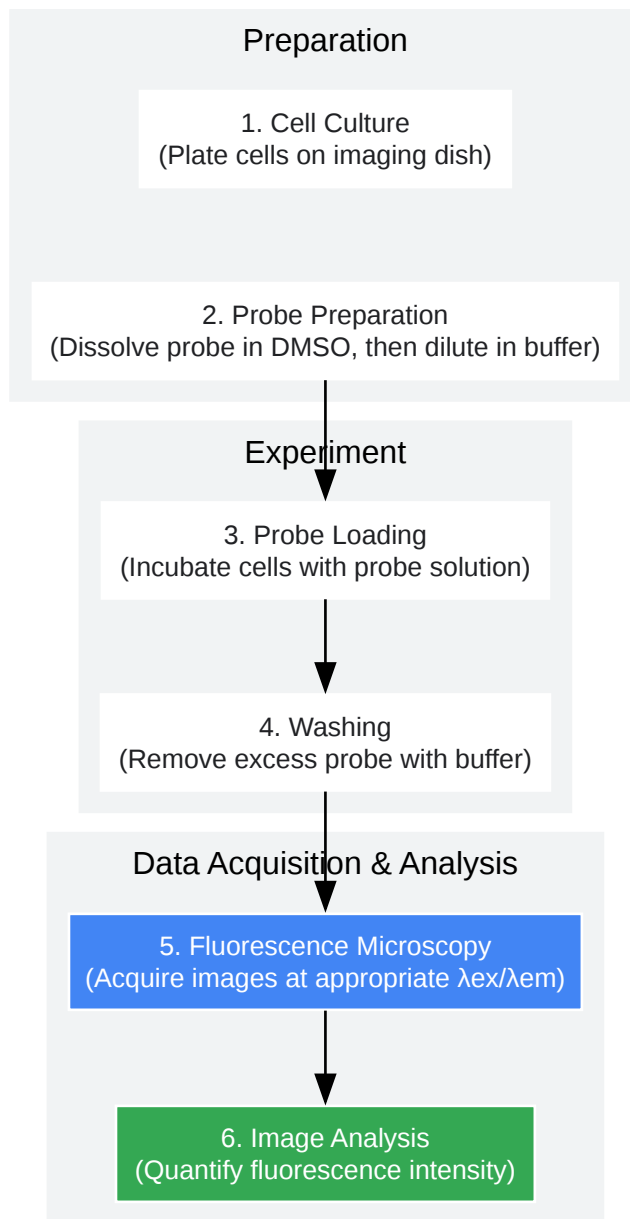 Preparation
1. Cell Culture
(Plate cells on imaging dish)
2. Probe Preparation
(Dissolve probe in DMSO, then dilute in buffer)
Experiment
3. Probe Loading
(Incubate cells with probe solution)
4. Washing
(Remove excess probe with buffer)
Data Acquisition & Analysis
5. Fluorescence Microscopy
(Acquire images at appropriate λex/λem)
6. Image Analysis
(Quantify fluorescence intensity)